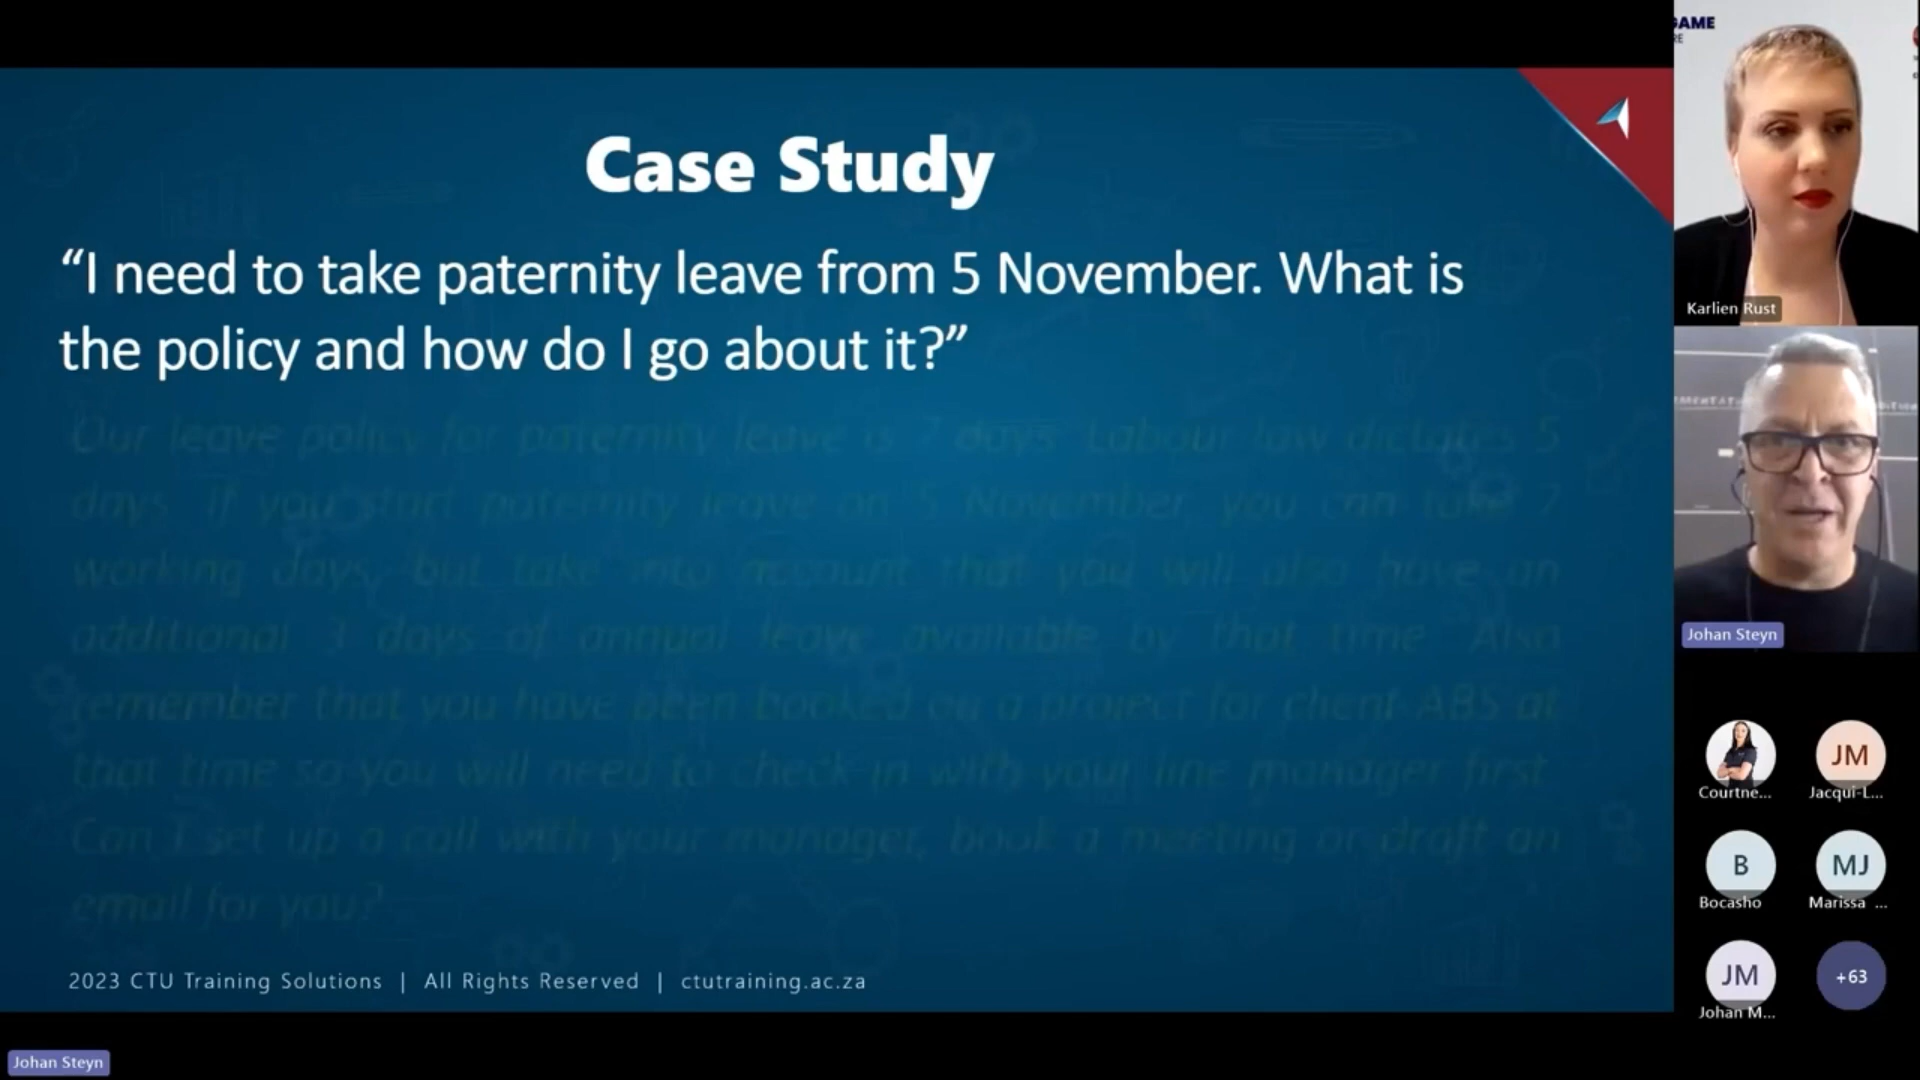 Case Study
“I need to take paternity leave from 5 November. What is
the policy and how do I go about it?”
Our leave policy for paternity leave is 7 days. Labour law dictates 5
days. If you start paternity leave on 5 November, you can take 7
working days, but take into account that you will also have an
additional 3 days of annual leave available by that time. Also
remember that you have been booked on a project for client ABS at
that time so you will need to check in with your line manager first.
Can I set up a call with your manager, book a meeting or draft an
email for you?
2023 CTU Training Solutions | All Rights Reserved | ctutraining.ac.za
Johan Steyn
GAME
Karlien Rust
Johan Steyn
Courtne...
JM
Jacqui-L...
B
Bocasho
MJ
Marissa ...
JM
Johan M...
+63